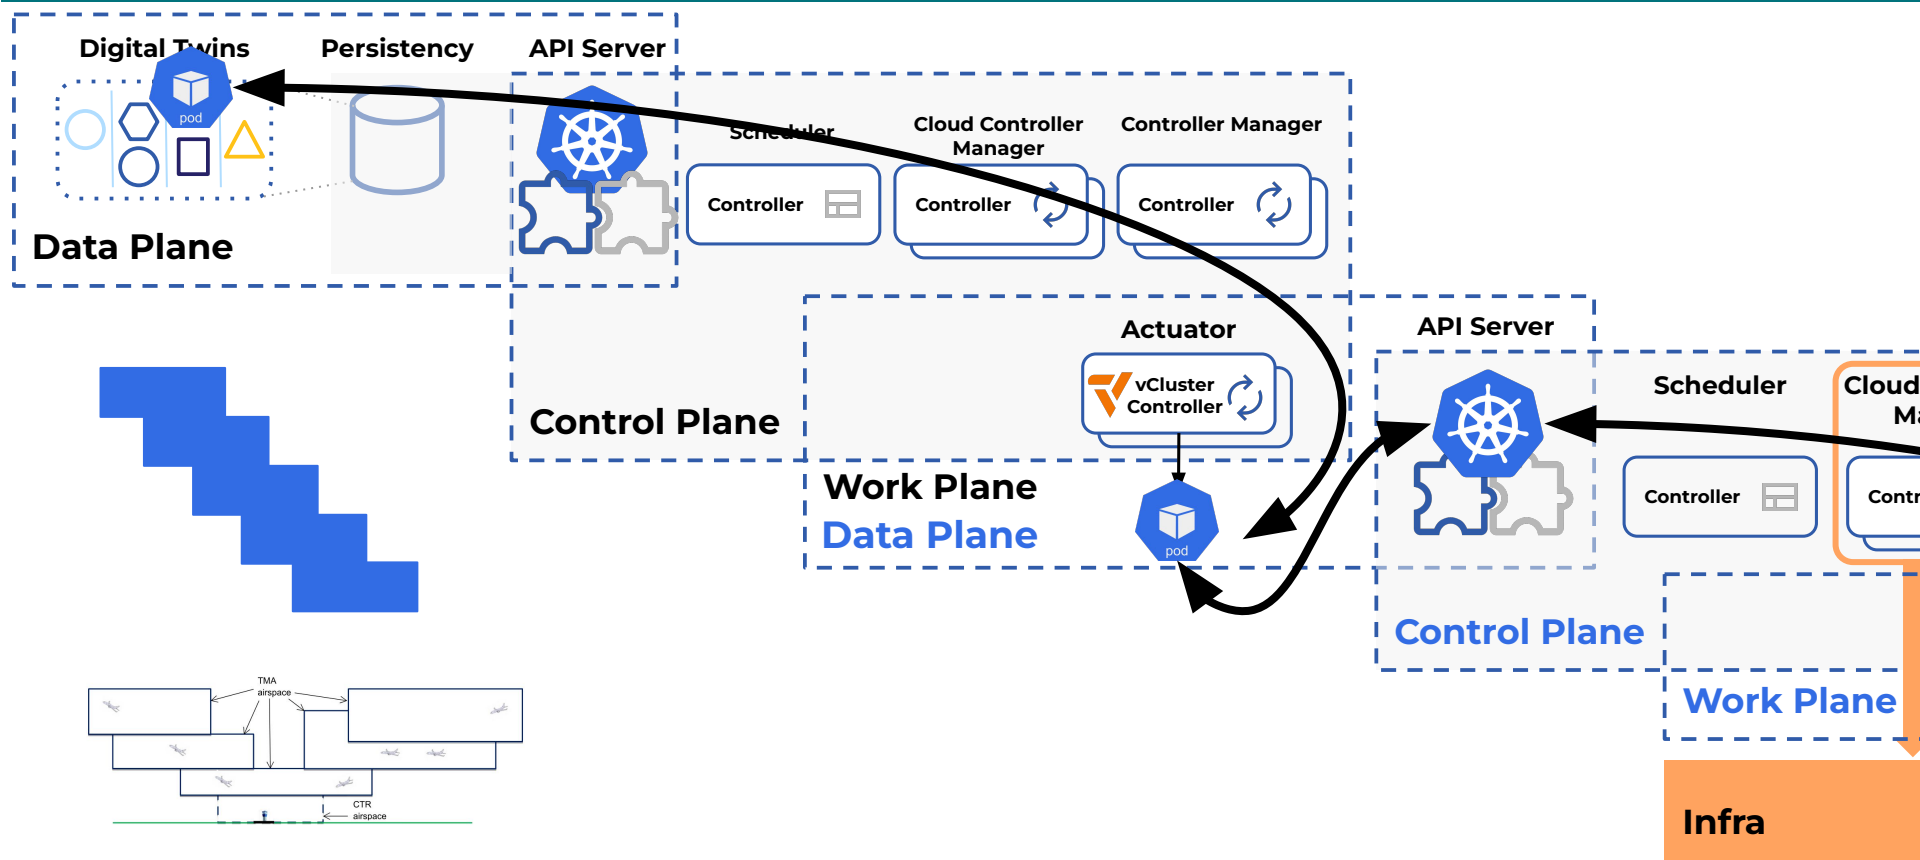 Digital Twins
Persistency
API Server
pod
Scheduler
Cloud Controller
Manager
Controller Manager
Controller
Controller
Controller
Data Plane
Actuator
vCluster
Controller
Control Plane
API Server
Scheduler
Cloud
Controller
Work Plane
Data Plane
pod
Control Plane
Work Plane
Infra
TMA
airspace
CTR
airspace